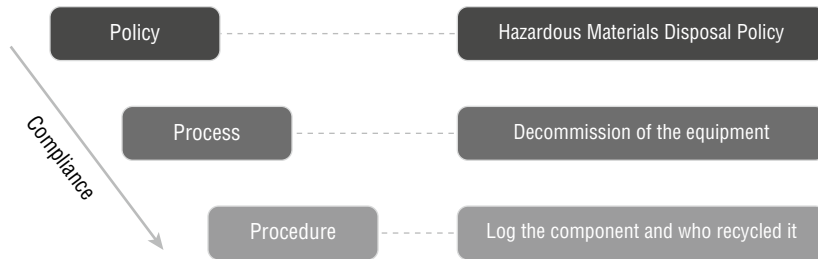 Policy
Hazardous Materials Disposal Policy
Process
Decommission of the equipment
Compliance
Procedure
Log the component and who recycled it